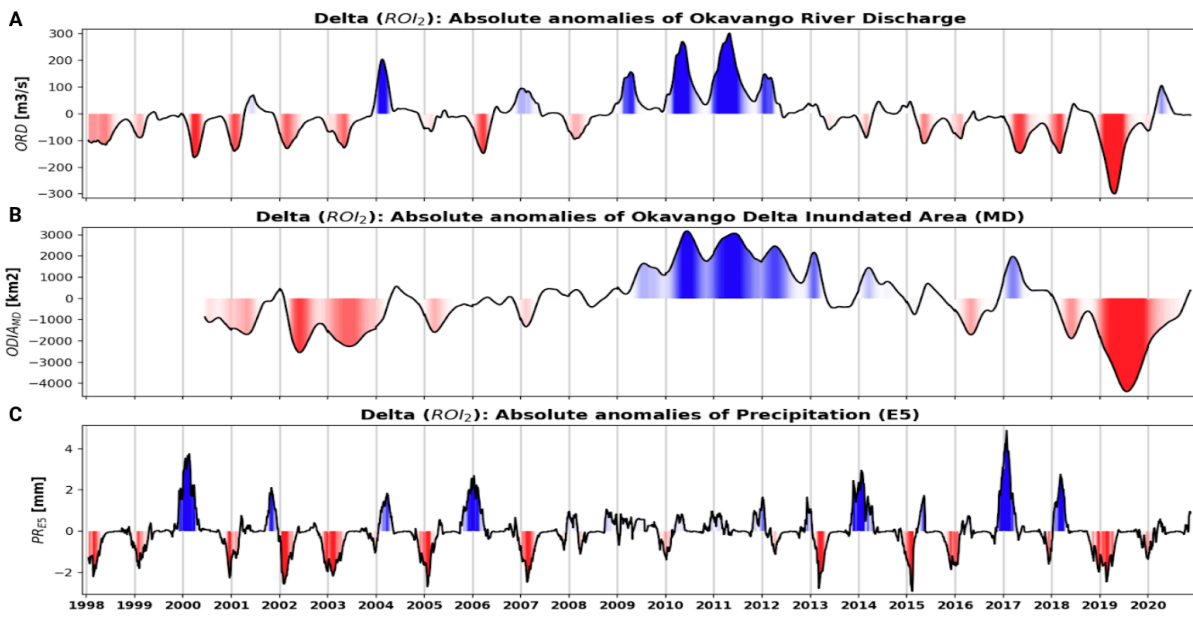 A
Delta (ROI2): Absolute anomalies of Okavango River Discharge
ORD [m3/s]
300
200
100
0
−100
−200
−300
B
Delta (ROI2): Absolute anomalies of Okavango Delta Inundated Area (MD)
ODIAMD [km2]
3000
2000
1000
0
−1000
−2000
−3000
−4000
C
Delta (ROI2): Absolute anomalies of Precipitation (E5)
PRE5 [mm]
4
2
0
−2
1998 1999 2000 2001 2002 2003 2004 2005 2006 2007 2008 2009 2010 2011 2012 2013 2014 2015 2016 2017 2018 2019 2020